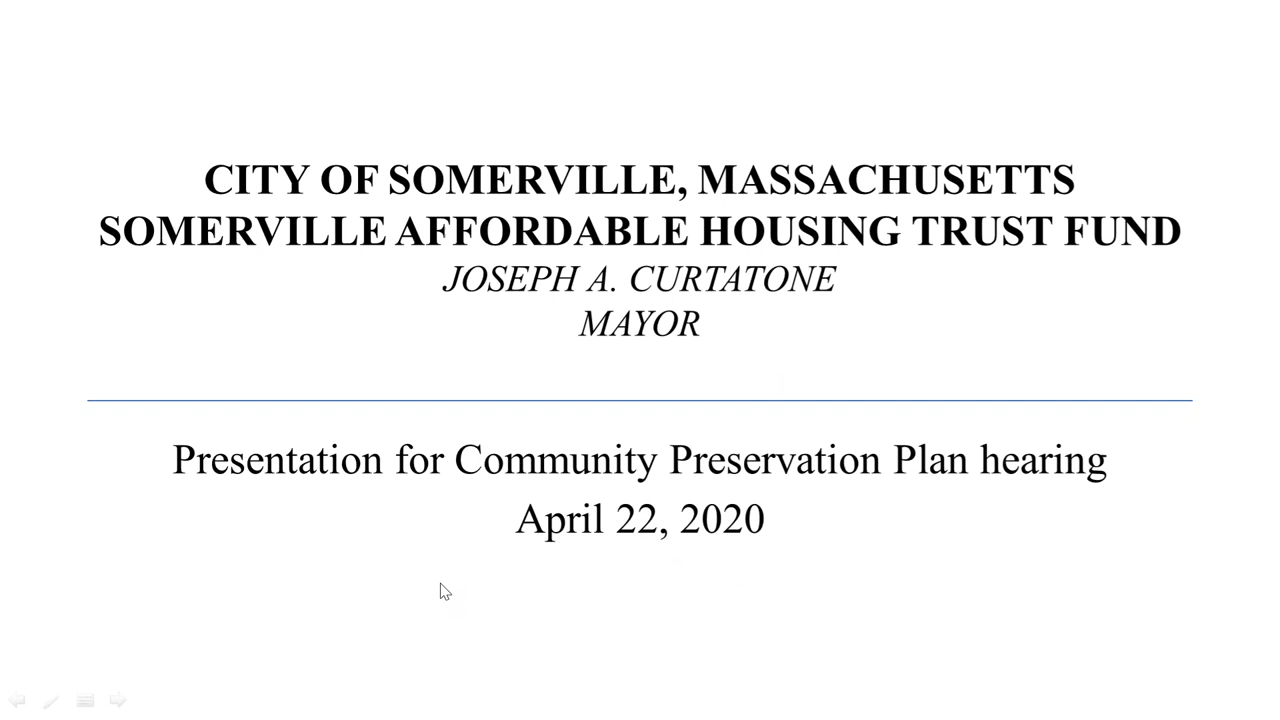 CITY OF SOMERVILLE, MASSACHUSETTS
SOMERVILLE AFFORDABLE HOUSING TRUST FUND
JOSEPH A. CURTATONE
MAYOR
Presentation for Community Preservation Plan hearing
April 22, 2020